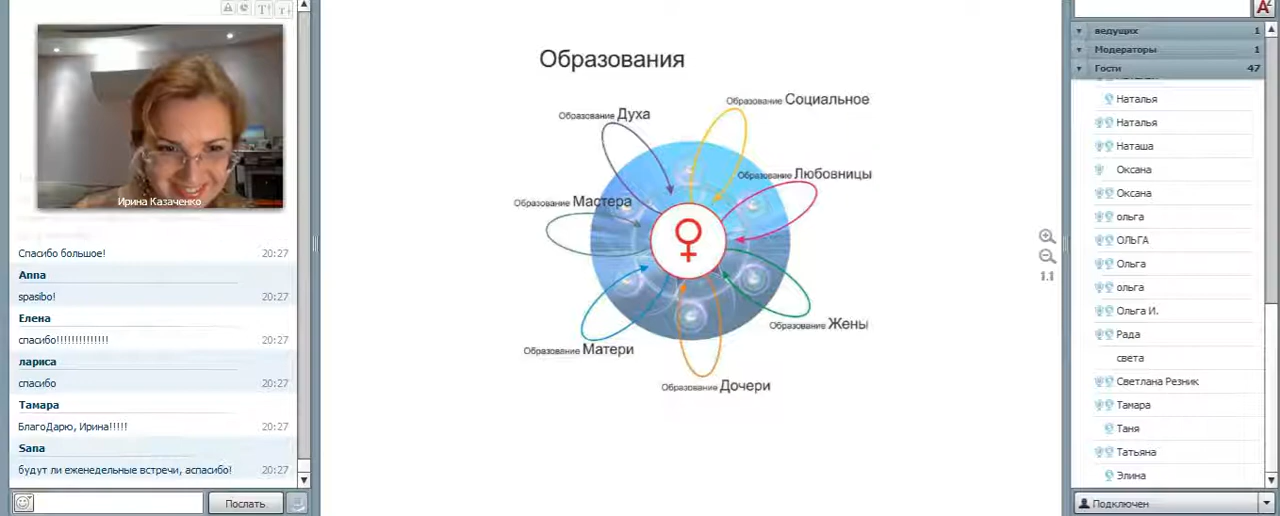 Ирина Казаченко
Спасибо большое! 20:27
Anna
spasibo! 20:27
Елена
спасибо!!!!!!!!!!!!!! 20:27
лариса
спасибо 20:27
Тамара
БлагоДарю, Ирина!!!!! 20:27
Sana
будут ли еженедельные встречи, аспасибо! 20:27
Послать
Образования
Образование Социальное
Образование Духа
Образование Любовницы
Образование Мастера
Образование Жены
Образование Матери
Образование Дочери
1:1
ведущих 1
Модераторы 1
Гости 47
Наталья
Наталья
Наташа
Оксана
Оксана
ольга
ОЛЬГА
Ольга
ольга
Ольга И.
Рада
света
Светлана Резник
Тамара
Таня
Татьяна
Элина
Подключен